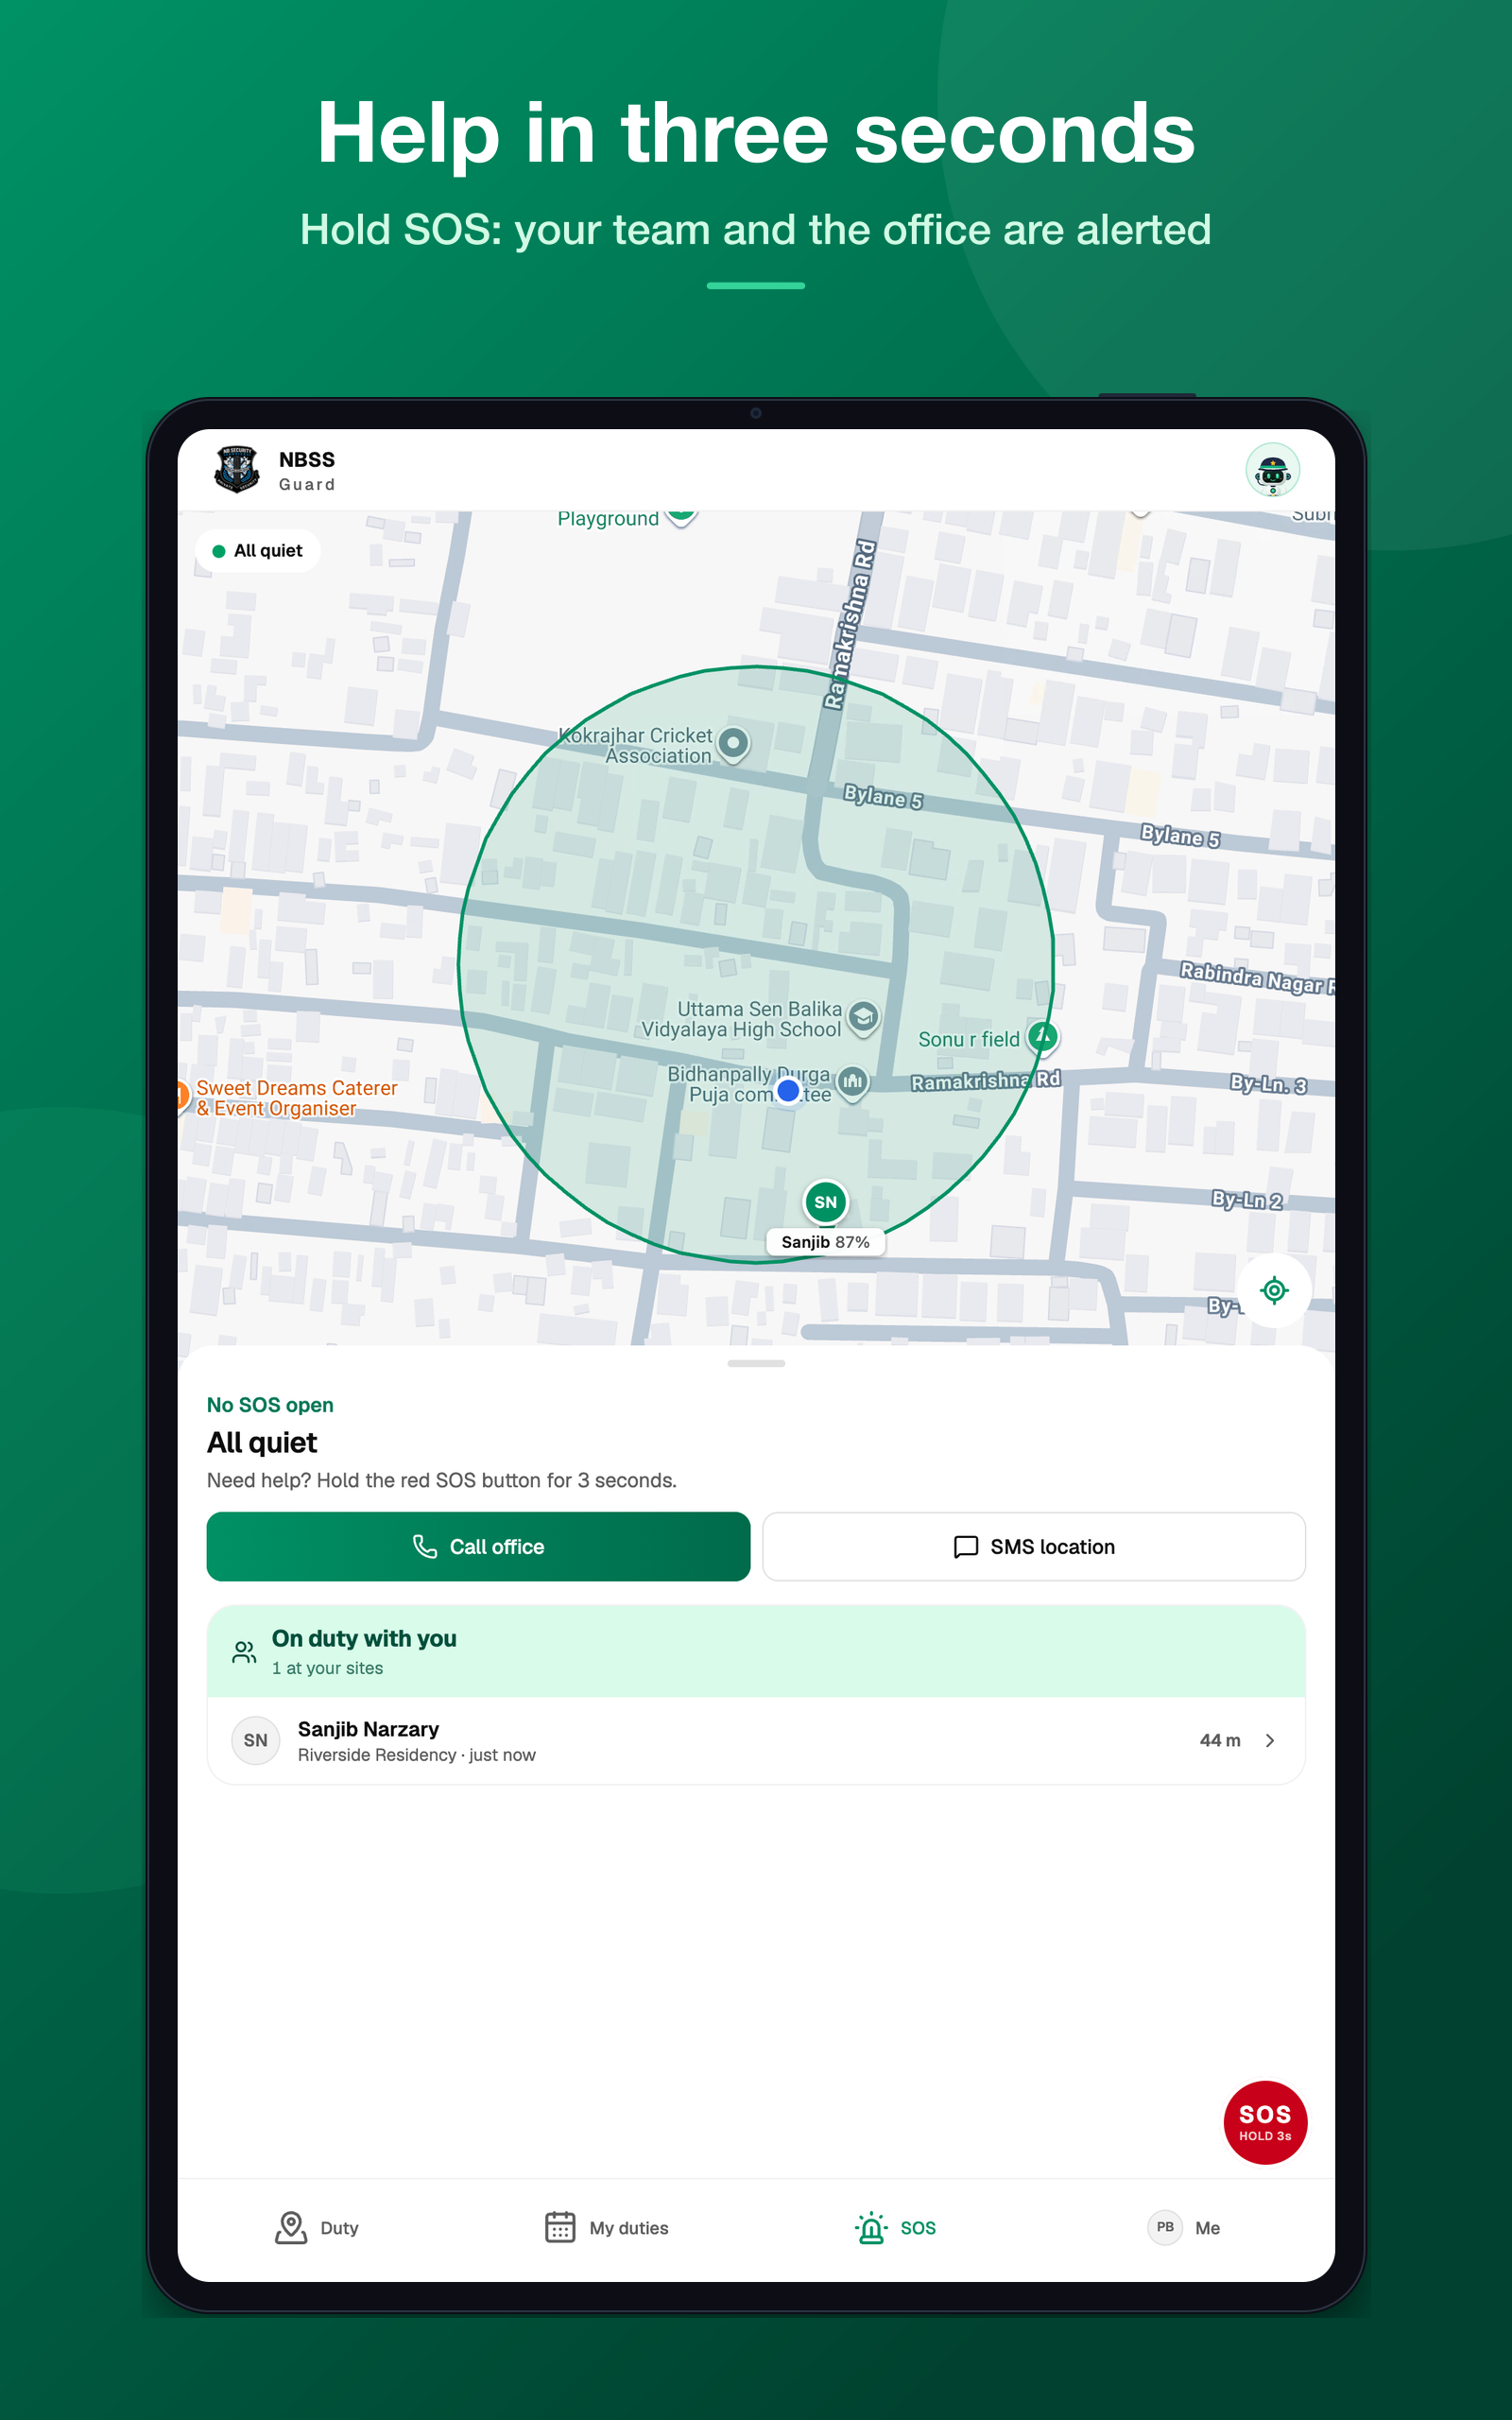 Help in three seconds
Hold SOS: your team and the office are alerted
NBSS
Guard
Playground
All quiet
Ramakrishna Rd
Kokrajhar Cricket
Association
Bylane 5
Bylane 5
Rabindra Nagar R
Uttama Sen Balika
Vidyalaya High School
Sonu r field
Bidhanpally Durga
Puja committee
Ramakrishna Rd
By-Ln. 3
Sweet Dreams Caterer
& Event Organiser
SN
By-Ln 2
Sanjib 87%
No SOS open
All quiet
Need help? Hold the red SOS button for 3 seconds.
Call office
SMS location
On duty with you
1 at your sites
SN
Sanjib Narzary
Riverside Residency · just now
44 m
SOS
HOLD 3s
Duty
My duties
SOS
PB
Me